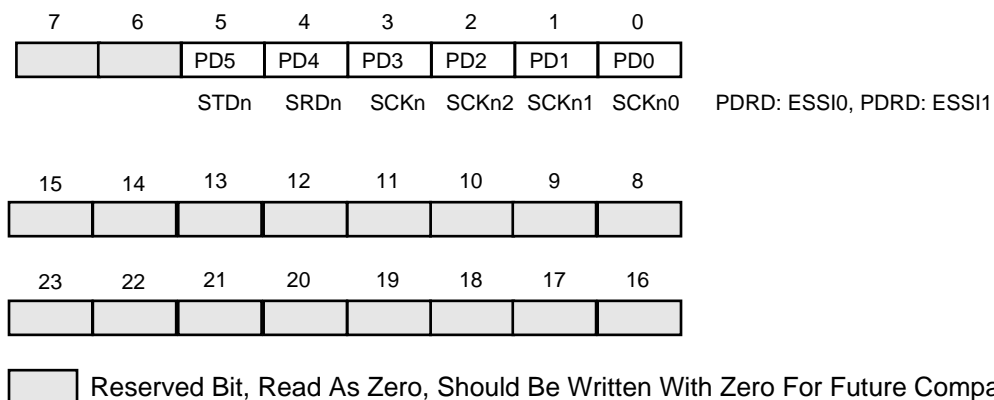 7 6 5 4 3 2 1 0
PD5 PD4 PD3 PD2 PD1 PD0
STDn SRDn SCKn SCKn2 SCKn1 SCKn0 PDRD: ESSI0, PDRD: ESSI1
15 14 13 12 11 10 9 8
23 22 21 20 19 18 17 16
Reserved Bit, Read As Zero, Should Be Written With Zero For Future